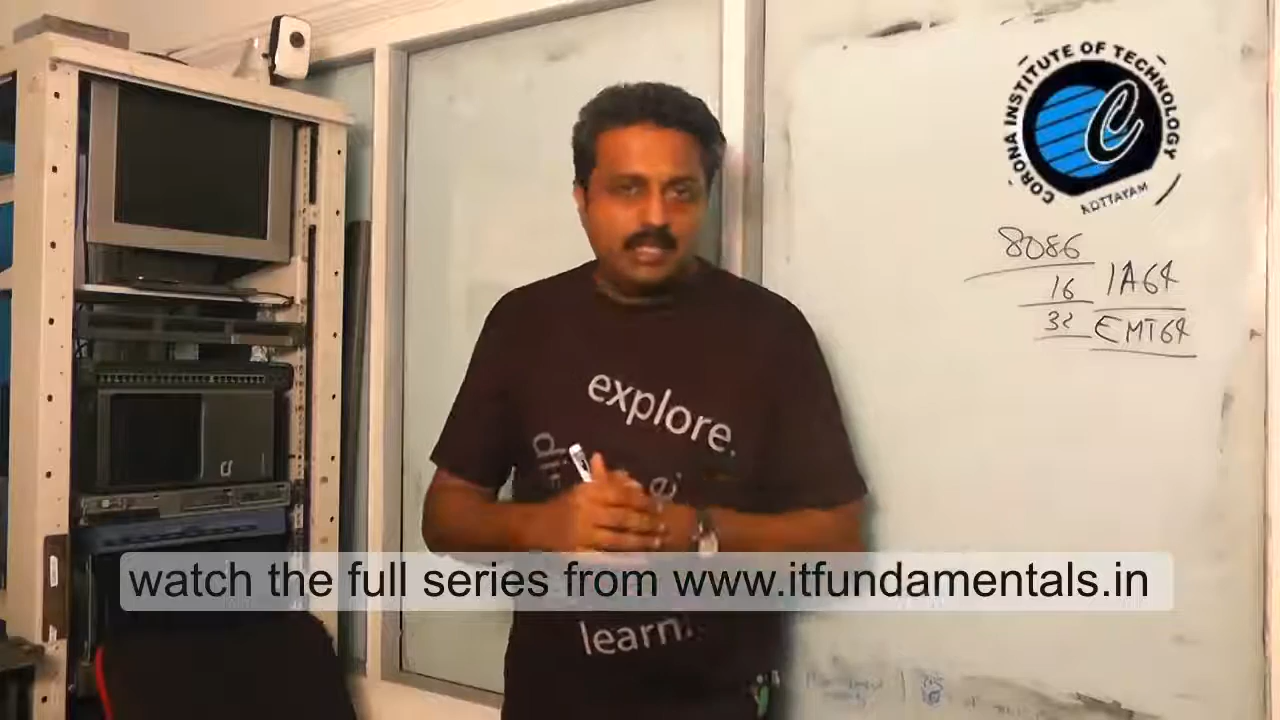 CORONA INSTITUTE OF TECHNOLOGY
KOTTAYAM
8086
16 IA64
32 EMT64
explore.
learn.
watch the full series from www.itfundamentals.in